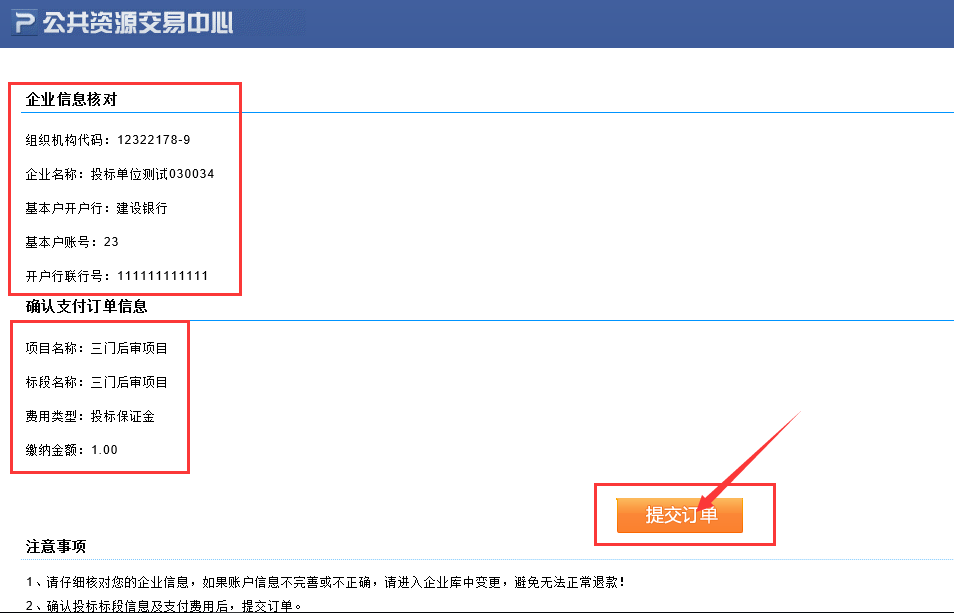 公共资源交易中心
企业信息核对
组织机构代码：12322178-9
企业名称：投标单位测试030034
基本户开户行：建设银行
基本户账号：23
开户行联行号：111111111111
确认支付订单信息
项目名称：三门后审项目
标段名称：三门后审项目
费用类型：投标保证金
缴纳金额：1.00
提交订单
注意事项
1、请仔细核对您的企业信息，如果账户信息不完善或不正确，请进入企业库中变更，避免无法正常退款！
2、确认投标标段信息及支付费用后，提交订单。